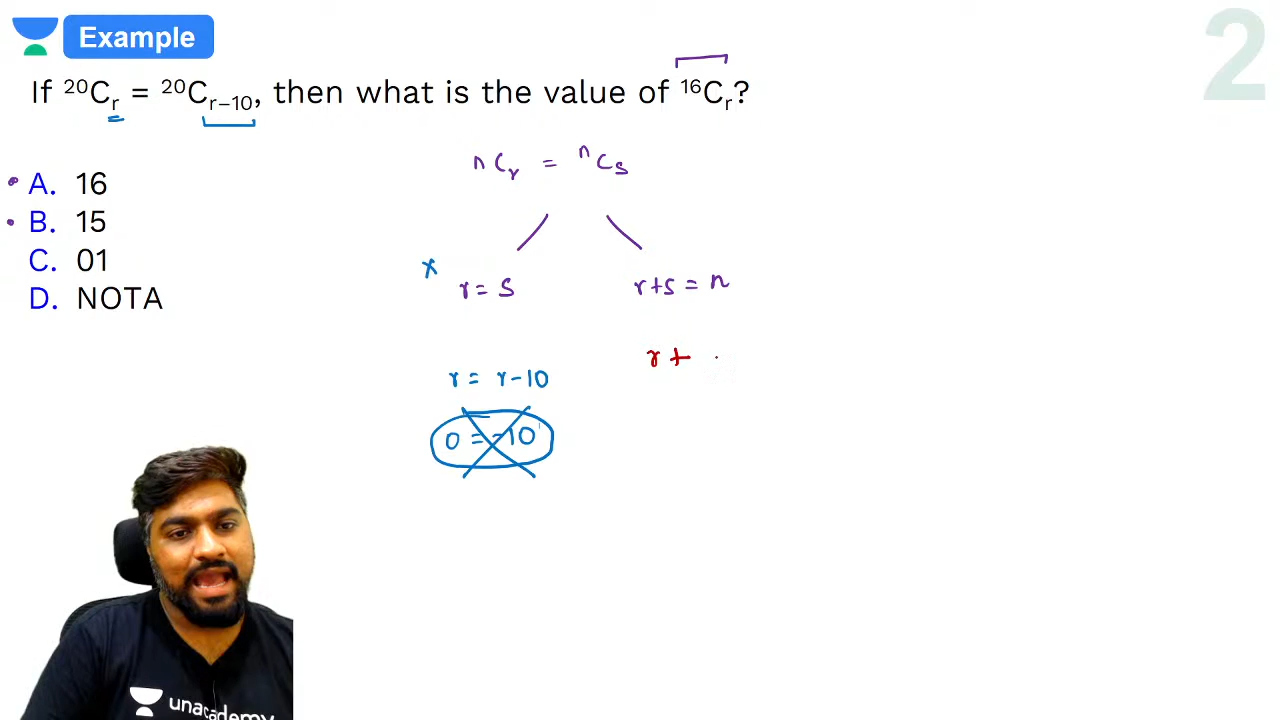 Example
2
If ²⁰Cᵣ = ²⁰Cᵣ₋₁₀, then what is the value of ¹⁶Cᵣ?
A. 16
B. 15
C. 01
D. NOTA
ⁿCᵣ = ⁿCₛ
x r = s
r+s = n
r = r-10
r +
0 = -10
unacademy